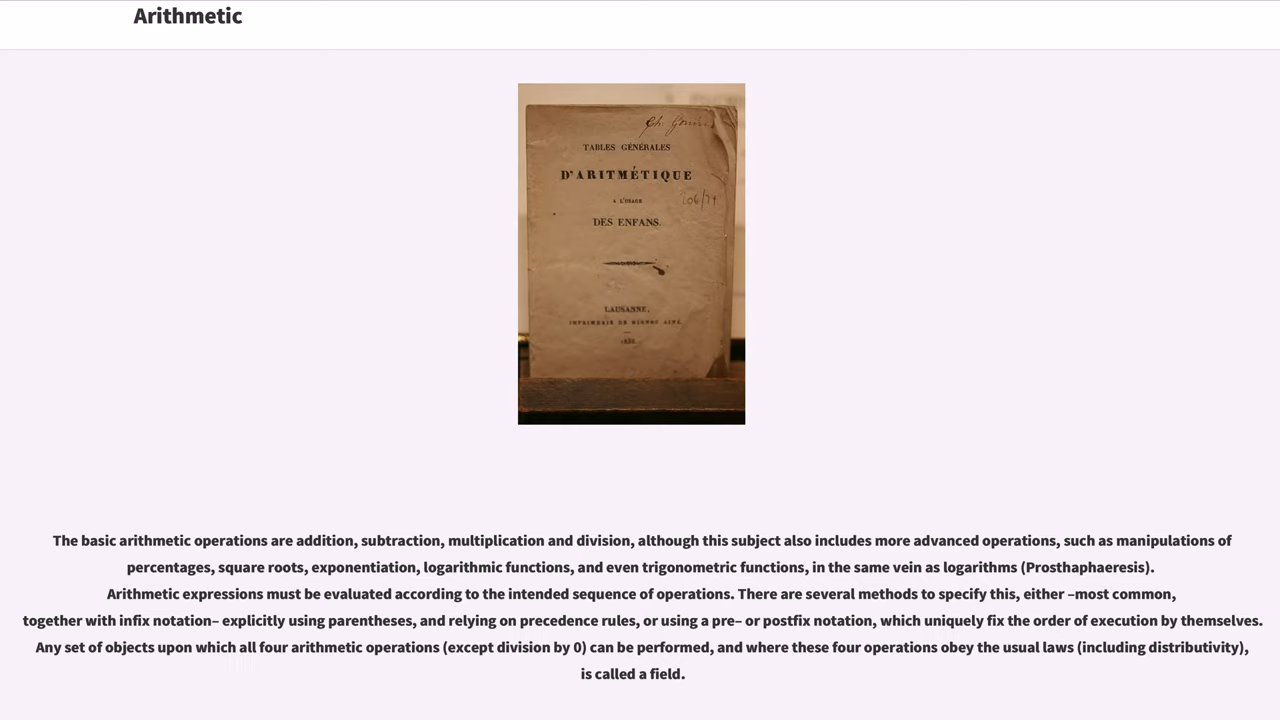 Arithmetic
TABLES GÉNÉRALES
D'ARITMÉTIQUE
A L'USAGE
DES ENFANS.
LAUSANNE,
IMPRIMERIE DE
The basic arithmetic operations are addition, subtraction, multiplication and division, although this subject also includes more advanced operations, such as manipulations of
percentages, square roots, exponentiation, logarithmic functions, and even trigonometric functions, in the same vein as logarithms (Prosthaphaeresis).
Arithmetic expressions must be evaluated according to the intended sequence of operations. There are several methods to specify this, either –most common,
together with infix notation– explicitly using parentheses, and relying on precedence rules, or using a pre– or postfix notation, which uniquely fix the order of execution by themselves.
Any set of objects upon which all four arithmetic operations (except division by 0) can be performed, and where these four operations obey the usual laws (including distributivity),
is called a field.